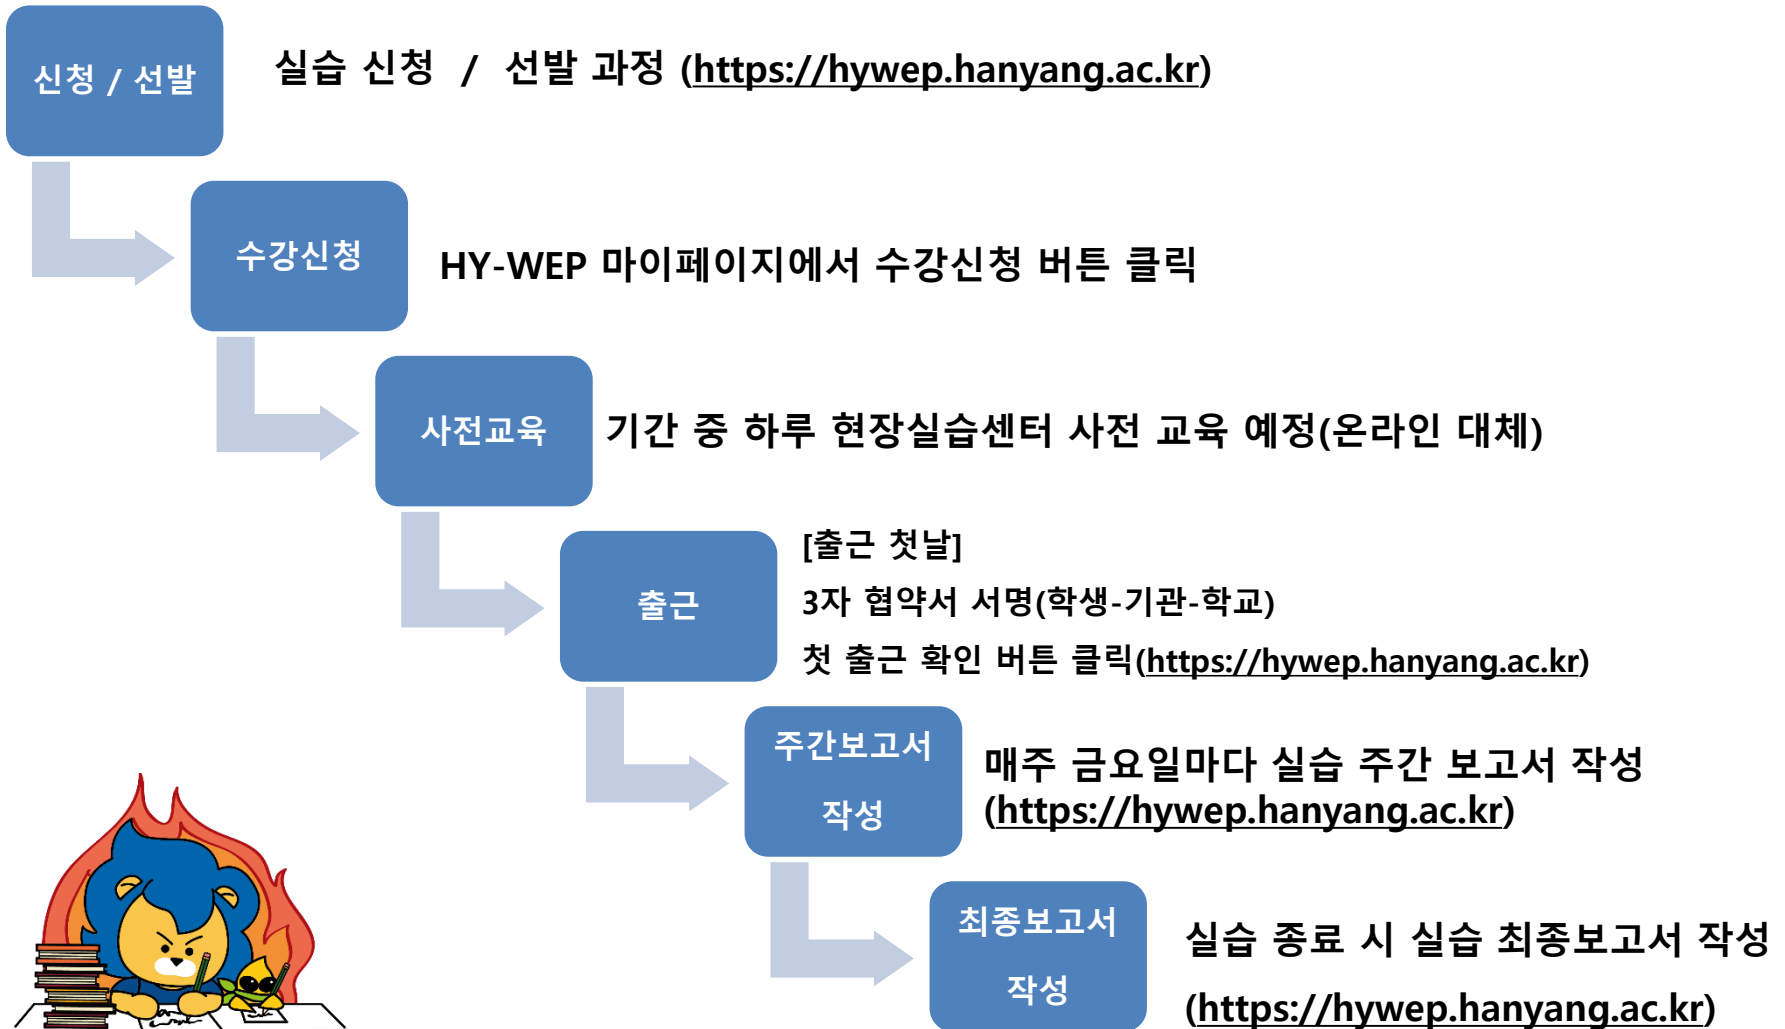 신청 / 선발
실습 신청 / 선발 과정 (https://hywep.hanyang.ac.kr)
수강신청
HY-WEP 마이페이지에서 수강신청 버튼 클릭
사전교육
기간 중 하루 현장실습센터 사전 교육 예정(온라인 대체)
출근
[출근 첫날]
3자 협약서 서명(학생-기관-학교)
첫 출근 확인 버튼 클릭(https://hywep.hanyang.ac.kr)
주간보고서
작성
매주 금요일마다 실습 주간 보고서 작성
(https://hywep.hanyang.ac.kr)
최종보고서
작성
실습 종료 시 실습 최종보고서 작성
(https://hywep.hanyang.ac.kr)